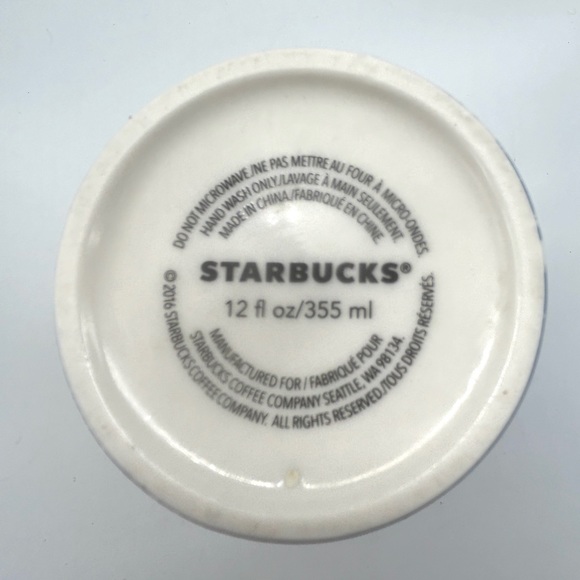 DO NOT MICROWAVE./NE PAS METTRE AU FOUR À MICRO-ONDES
HAND WASH ONLY./LAVAGE À MAIN SEULEMENT
MADE IN CHINA./FABRIQUÉ EN CHINE
STARBUCKS®
12 fl oz/355 ml
MANUFACTURED FOR / FABRIQUÉ POUR
STARBUCKS COFFEE COMPANY SEATTLE, WA 98134.
© 2016 STARBUCKS COFFEE COMPANY. ALL RIGHTS RESERVED./TOUS DROITS RÉSERVÉS.